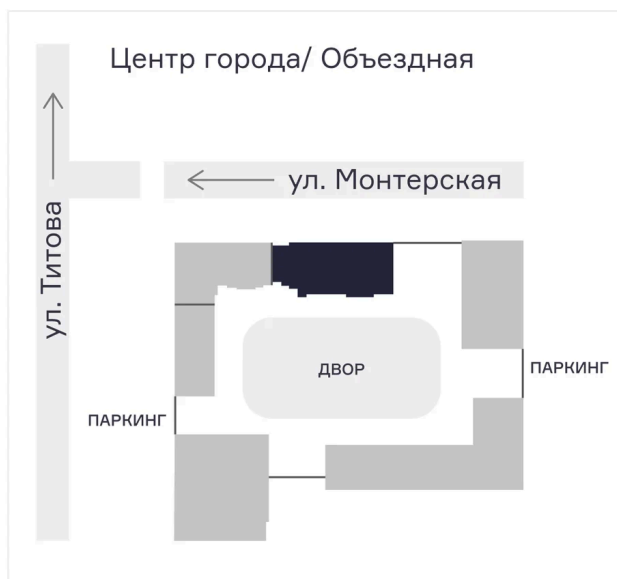 Центр города/ Объездная
ул. Монтерская
ул. Титова
ДВОР
ПАРКИНГ
ПАРКИНГ